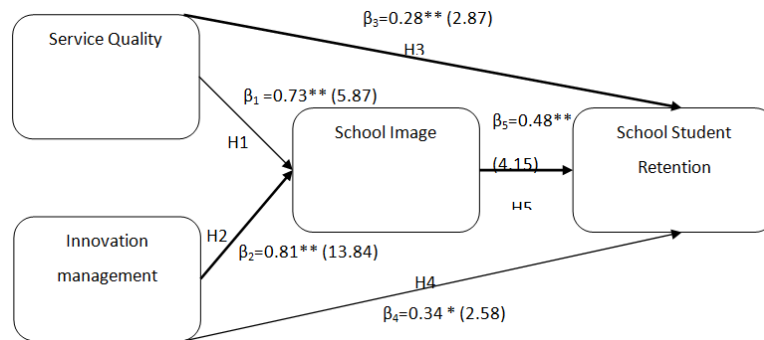 β₃=0.28** (2.87)
Service Quality
H3
β₁ =0.73** (5.87)
H1
School Image
β₅=0.48**
(4.15)
H5
School Student
Retention
Innovation
management
H2
β₂=0.81** (13.84)
H4
β₄=0.34 * (2.58)